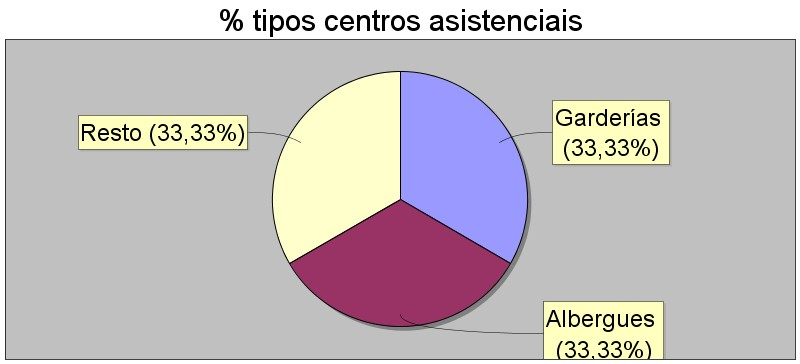 % tipos centros asistenciais
Resto (33,33%)
Garderías
(33,33%)
Albergues
(33,33%)